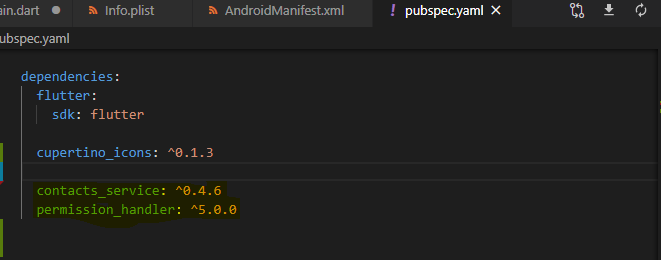 ain.dart Info.plist AndroidManifest.xml ! pubspec.yaml
pubspec.yaml
dependencies:
flutter:
sdk: flutter
cupertino_icons: ^0.1.3
contacts_service: ^0.4.6
permission_handler: ^5.0.0